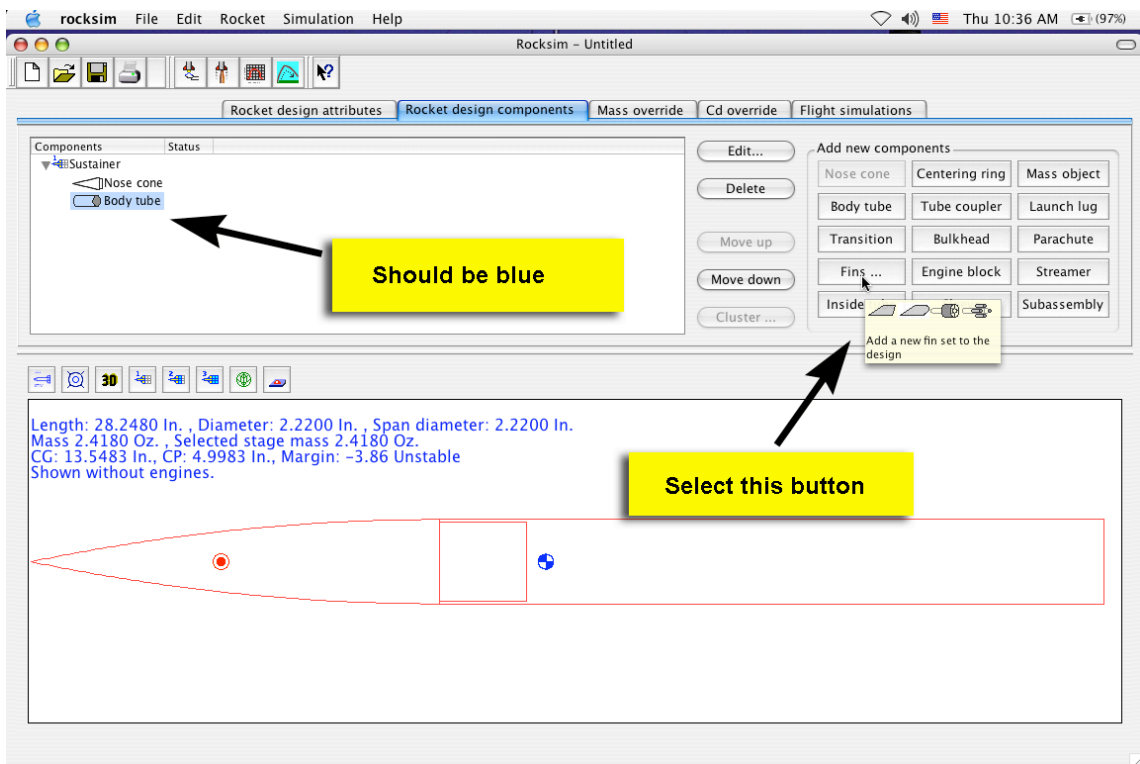 rocksim File Edit Rocket Simulation Help Thu 10:36 AM (97%)
Rocksim – Untitled
Rocket design attributes Rocket design components Mass override Cd override Flight simulations
Components Status
Sustainer
Nose cone
Body tube
Edit...
Delete
Move up
Move down
Cluster ...
Add new components
Nose cone Centering ring Mass object
Body tube Tube coupler Launch lug
Transition Bulkhead Parachute
Fins ... Engine block Streamer
Inside Subassembly
Add a new fin set to the
design
Should be blue
Select this button
3D 1 2 3
Length: 28.2480 In. , Diameter: 2.2200 In. , Span diameter: 2.2200 In.
Mass 2.4180 Oz. , Selected stage mass 2.4180 Oz.
CG: 13.5483 In., CP: 4.9983 In., Margin: -3.86 Unstable
Shown without engines.